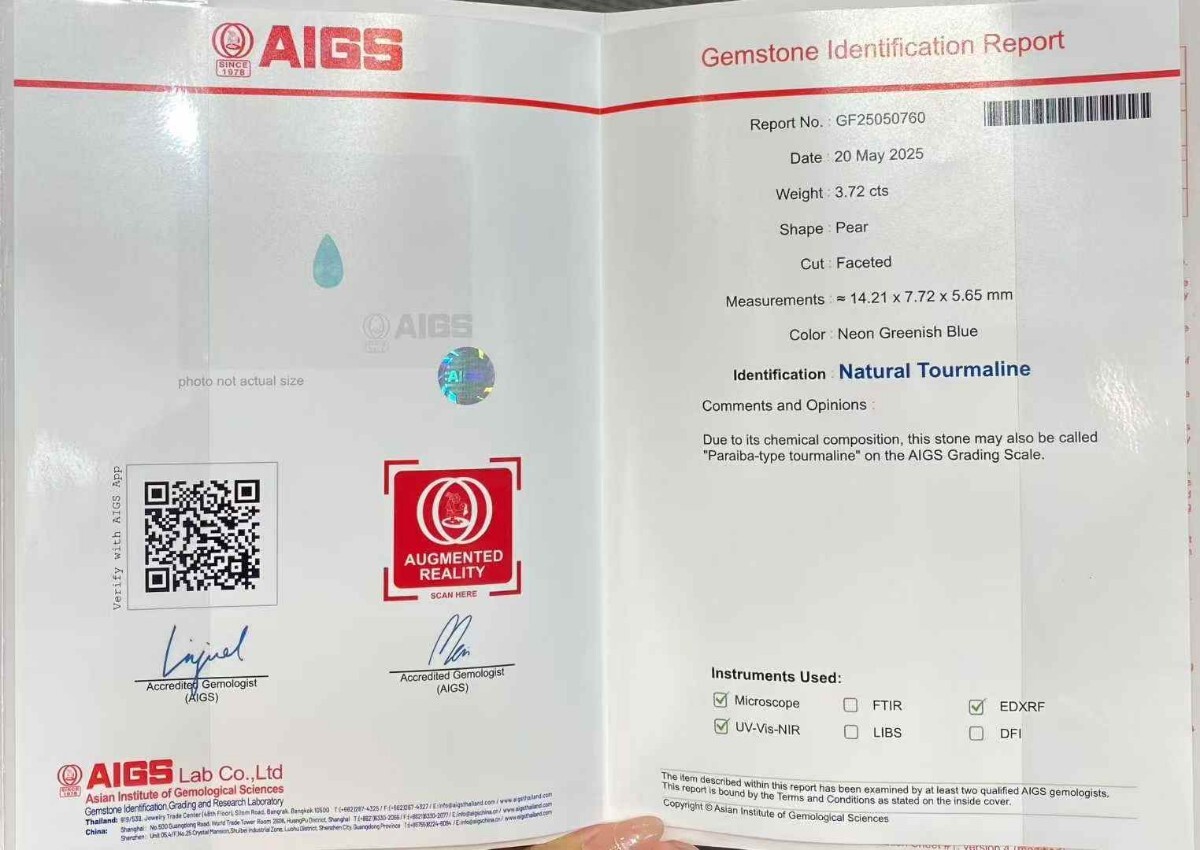 SINCE
1978
AIGS
AIGS
photo not actual size
AI
Verify with AIGS App
AUGMENTED
REALITY
SCAN HERE
Accredited Gemologist
(AIGS)
Accredited Gemologist
(AIGS)
AIGS Lab Co.,Ltd
Asian Institute of Gemological Sciences
Gemstone Identification,Grading and Research Laboratory
Thailand:
China:
Gemstone Identification Report
Report No. : GF25050760
Date : 20 May 2025
Weight : 3.72 cts
Shape : Pear
Cut : Faceted
Measurements : ≈ 14.21 x 7.72 x 5.65 mm
Color : Neon Greenish Blue
Identification : Natural Tourmaline
Comments and Opinions :
Due to its chemical composition, this stone may also be called
"Paraiba-type tourmaline" on the AIGS Grading Scale.
Instruments Used:
Microscope FTIR EDXRF
UV-Vis-NIR LIBS DFI
The item described within this report has been examined by at least two qualified AIGS gemologists.
This report is bound by the Terms and Conditions as stated on the inside cover.
Copyright © Asian Institute of Gemological Sciences